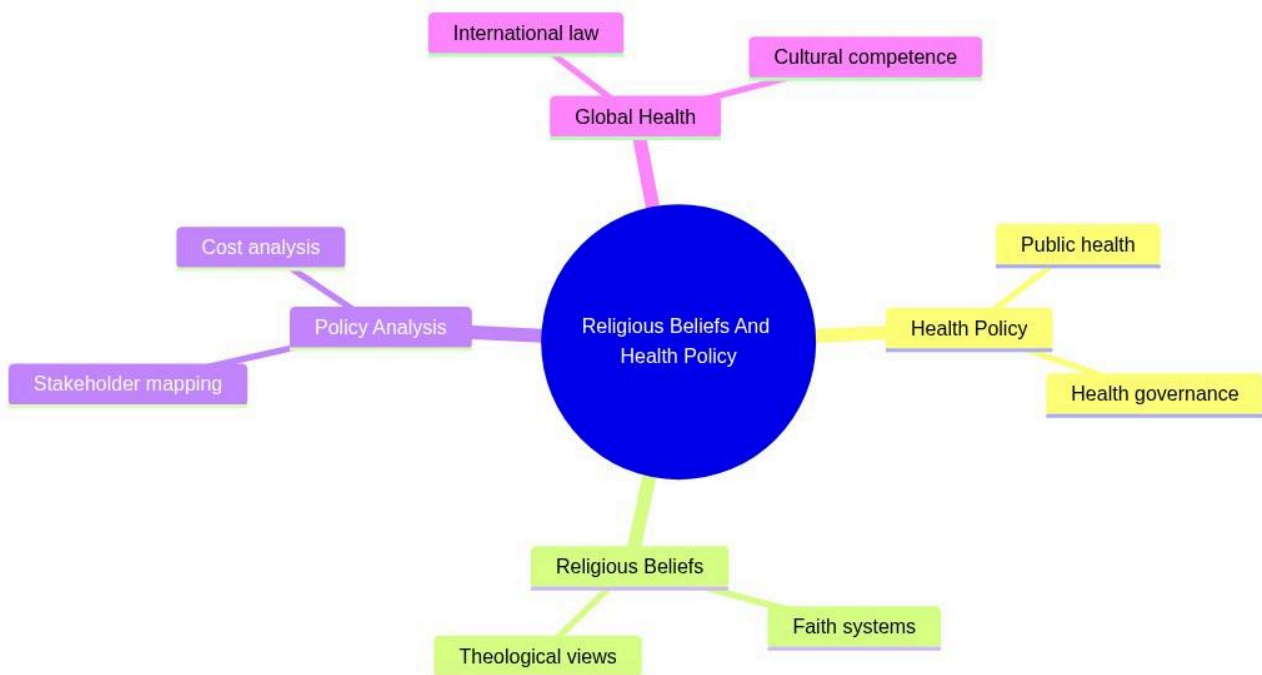 International law
Cultural competence
Global Health
Cost analysis
Public health
Policy Analysis
Religious Beliefs And
Health Policy
Health Policy
Stakeholder mapping
Health governance
Religious Beliefs
Faith systems
Theological views